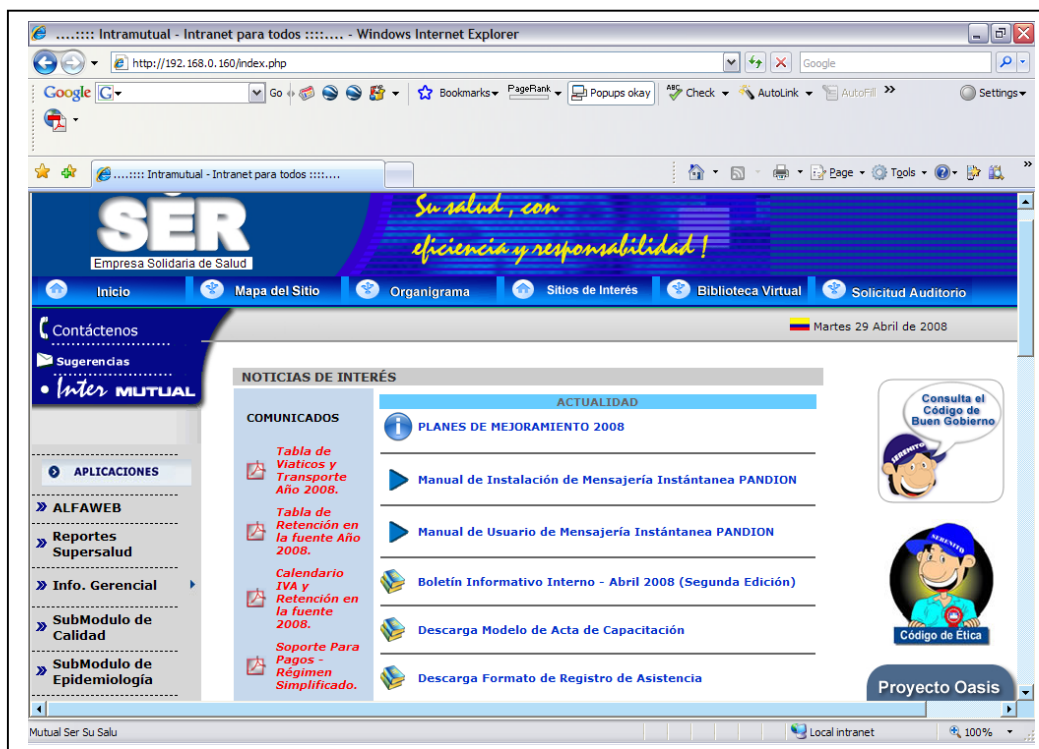 ....:::: Intramutual - Intranet para todos ::::.... - Windows Internet Explorer
http://192.168.0.160/index.php
Google
Google
G
Go
Bookmarks
PageRank
Popups okay
ABC Check
AutoLink
AutoFill
»
Settings
....:::: Intramutual - Intranet para todos ::::....
Page
Tools
»
SER
Empresa Solidaria de Salud
Su salud, con
eficiencia y responsabilidad !
Inicio
Mapa del Sitio
Organigrama
Sitios de Interés
Biblioteca Virtual
Solicitud Auditorio
Contáctenos
Sugerencias
• Inter MUTUAL
Martes 29 Abril de 2008
APLICACIONES
» ALFAWEB
» Reportes
Supersalud
» Info. Gerencial
» SubModulo de
Calidad
» SubModulo de
Epidemiología
NOTICIAS DE INTERÉS
COMUNICADOS
Tabla de
Viaticos y
Transporte
Año 2008.
Tabla de
Retención en
la fuente Año
2008.
Calendario
IVA y
Retención en
la fuente
2008.
Soporte Para
Pagos -
Régimen
Simplificado.
ACTUALIDAD
PLANES DE MEJORAMIENTO 2008
Manual de Instalación de Mensajería Instántanea PANDION
Manual de Usuario de Mensajería Instántanea PANDION
Boletín Informativo Interno - Abril 2008 (Segunda Edición)
Descarga Modelo de Acta de Capacitación
Descarga Formato de Registro de Asistencia
Consulta el
Código de
Buen Gobierno
SERENITO
SERENITO
Código de Ética
Proyecto Oasis
Mutual Ser Su Salu
Local intranet
100%